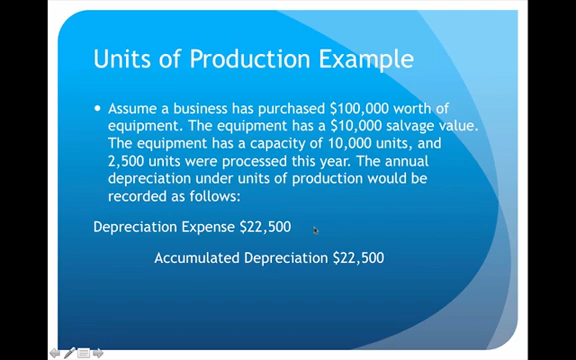 Units of Production Example
• Assume a business has purchased $100,000 worth of
equipment. The equipment has a $10,000 salvage value.
The equipment has a capacity of 10,000 units, and
2,500 units were processed this year. The annual
depreciation under units of production would be
recorded as follows:
Depreciation Expense $22,500
Accumulated Depreciation $22,500